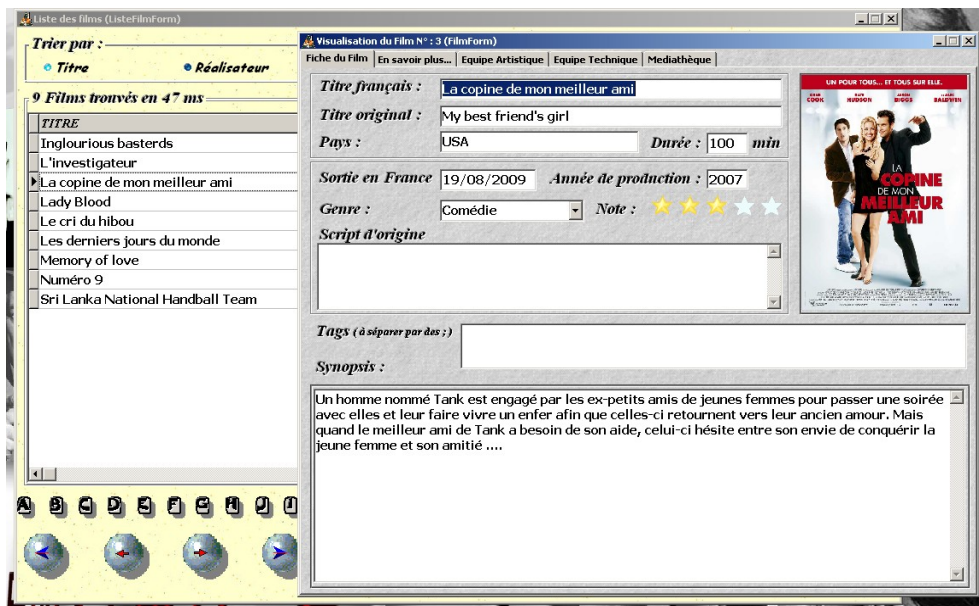 Liste des films (ListeFilmForm)
Trier par :
Titre
Réalisateur
9 Films trouvés en 47 ms
TITRE
Inglourious basterds
L'investigateur
La copine de mon meilleur ami
Lady Blood
Le cri du hibou
Les derniers jours du monde
Memory of love
Numéro 9
Sri Lanka National Handball Team
A B C D E F G H J I
Visualisation du Film N° : 3 (FilmForm)
Fiche du Film En savoir plus... Equipe Artistique Equipe Technique Mediathèque
Titre français : La copine de mon meilleur ami
Titre original : My best friend's girl
Pays : USA Durée : 100 min
Sortie en France 19/08/2009 Année de production : 2007
Genre : Comédie Note :
Script d'origine
UN POUR TOUS... ET TOUS SUR ELLE.
COOK HUDSON BIGGS BALDWIN
LA
COPINE
DE MON
MEILLEUR
AMI
Tags (à séparer par des ; )
Synopsis :
Un homme nommé Tank est engagé par les ex-petits amis de jeunes femmes pour passer une soirée
avec elles et leur faire vivre un enfer afin que celles-ci retournent vers leur ancien amour. Mais
quand le meilleur ami de Tank a besoin de son aide, celui-ci hésite entre son envie de conquérir la
jeune femme et son amitié ....